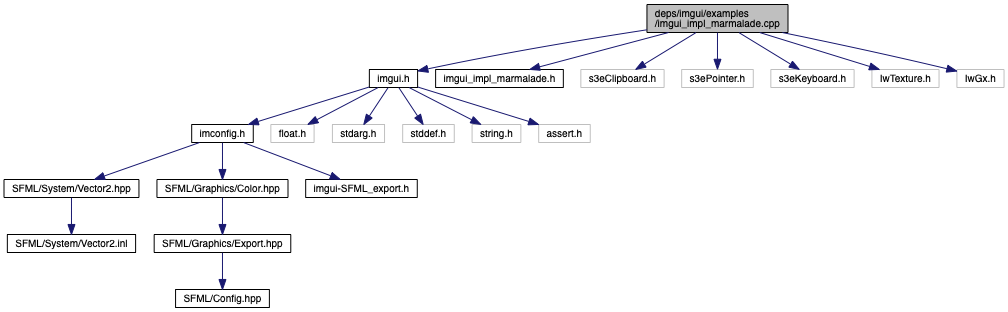 deps/imgui/examples
/imgui_impl_marmalade.cpp
imgui.h
imgui_impl_marmalade.h
s3eClipboard.h
s3ePointer.h
s3eKeyboard.h
IwTexture.h
IwGx.h
imconfig.h
float.h
stdarg.h
stddef.h
string.h
assert.h
SFML/System/Vector2.hpp
SFML/Graphics/Color.hpp
imgui-SFML_export.h
SFML/System/Vector2.inl
SFML/Graphics/Export.hpp
SFML/Config.hpp